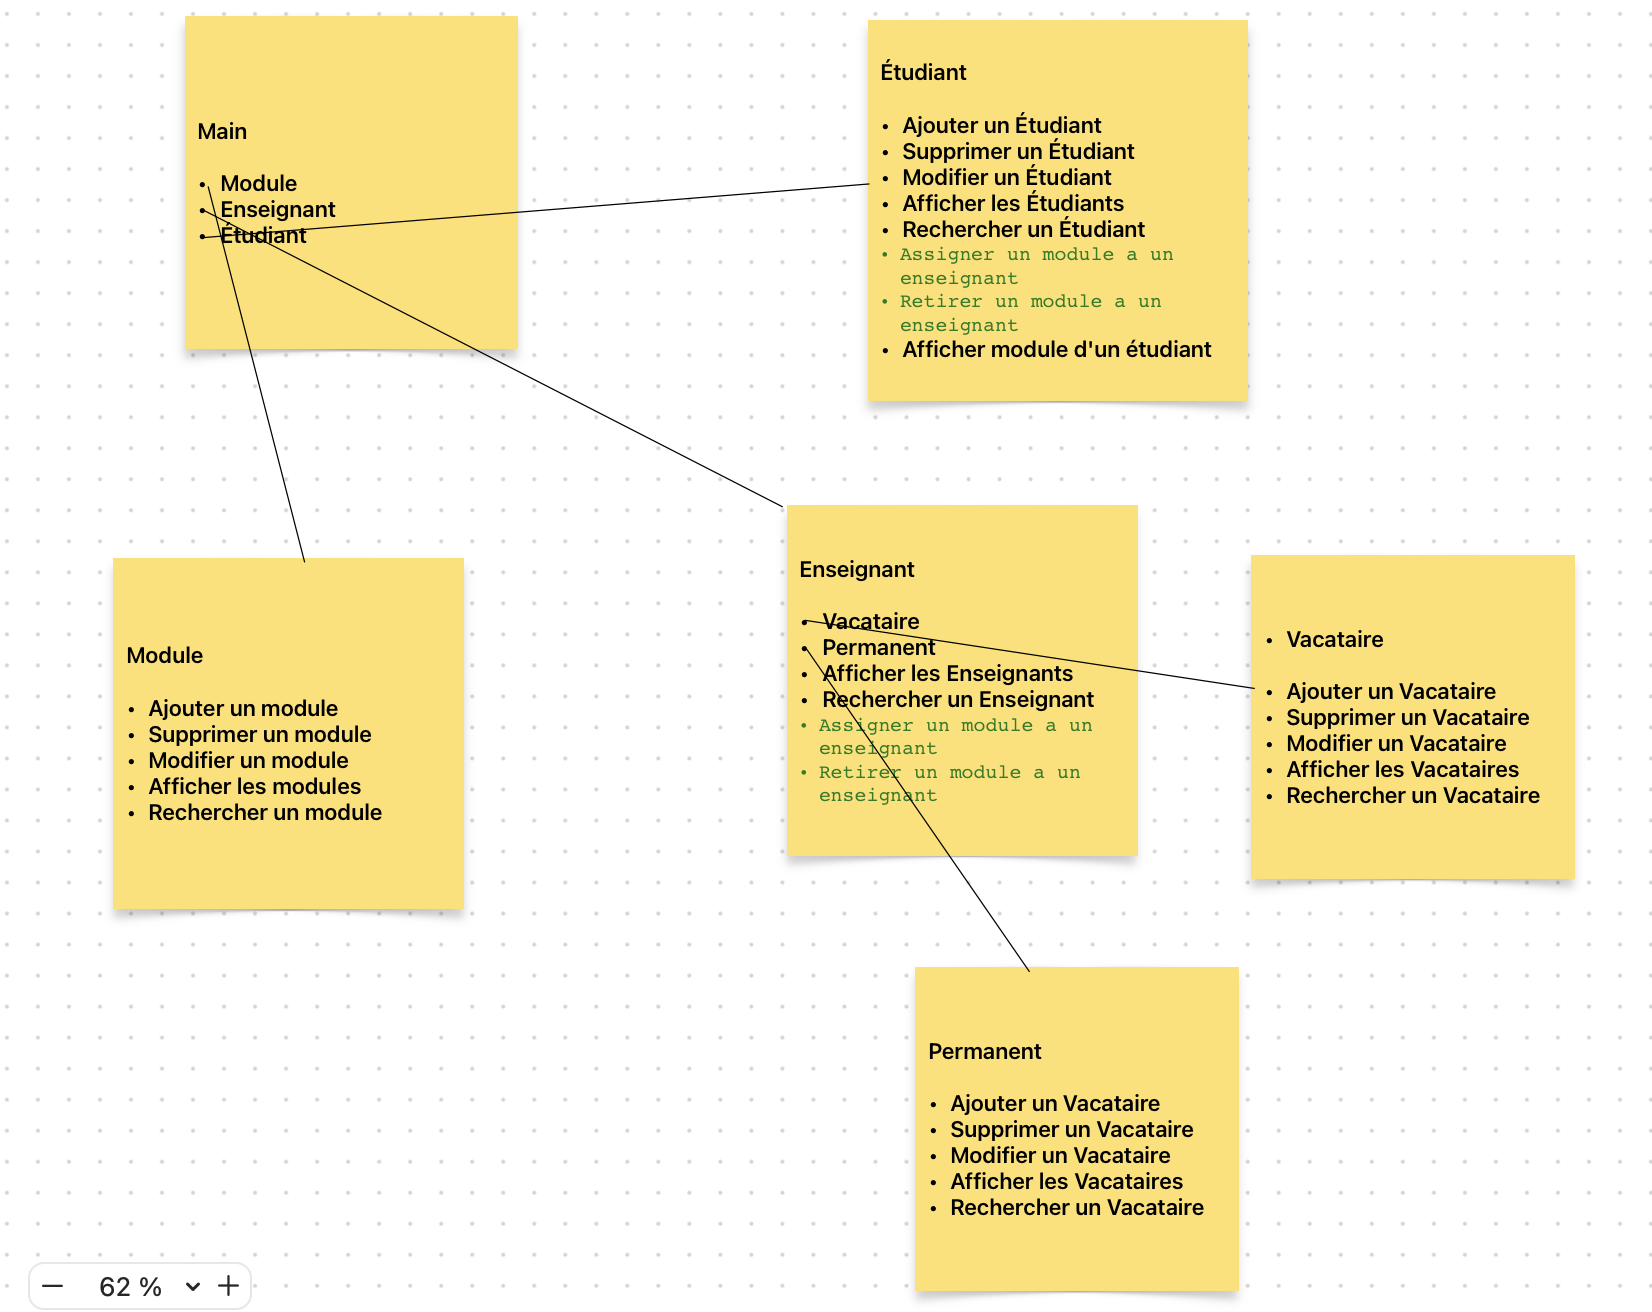 Main
• Module
• Enseignant
• Étudiant
Étudiant
• Ajouter un Étudiant
• Supprimer un Étudiant
• Modifier un Étudiant
• Afficher les Étudiants
• Rechercher un Étudiant
• Assigner un module a un
enseignant
• Retirer un module a un
enseignant
• Afficher module d'un étudiant
Module
• Ajouter un module
• Supprimer un module
• Modifier un module
• Afficher les modules
• Rechercher un module
Enseignant
• Vacataire
• Permanent
• Afficher les Enseignants
• Rechercher un Enseignant
• Assigner un module a un
enseignant
• Retirer un module a un
enseignant
• Vacataire
• Ajouter un Vacataire
• Supprimer un Vacataire
• Modifier un Vacataire
• Afficher les Vacataires
• Rechercher un Vacataire
Permanent
• Ajouter un Vacataire
• Supprimer un Vacataire
• Modifier un Vacataire
• Afficher les Vacataires
• Rechercher un Vacataire
62 %